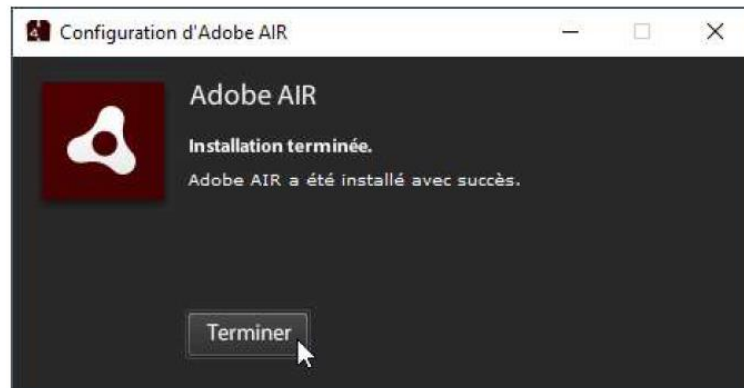 Configuration d'Adobe AIR
Adobe AIR
Installation terminée.
Adobe AIR a été installé avec succès.
Terminer